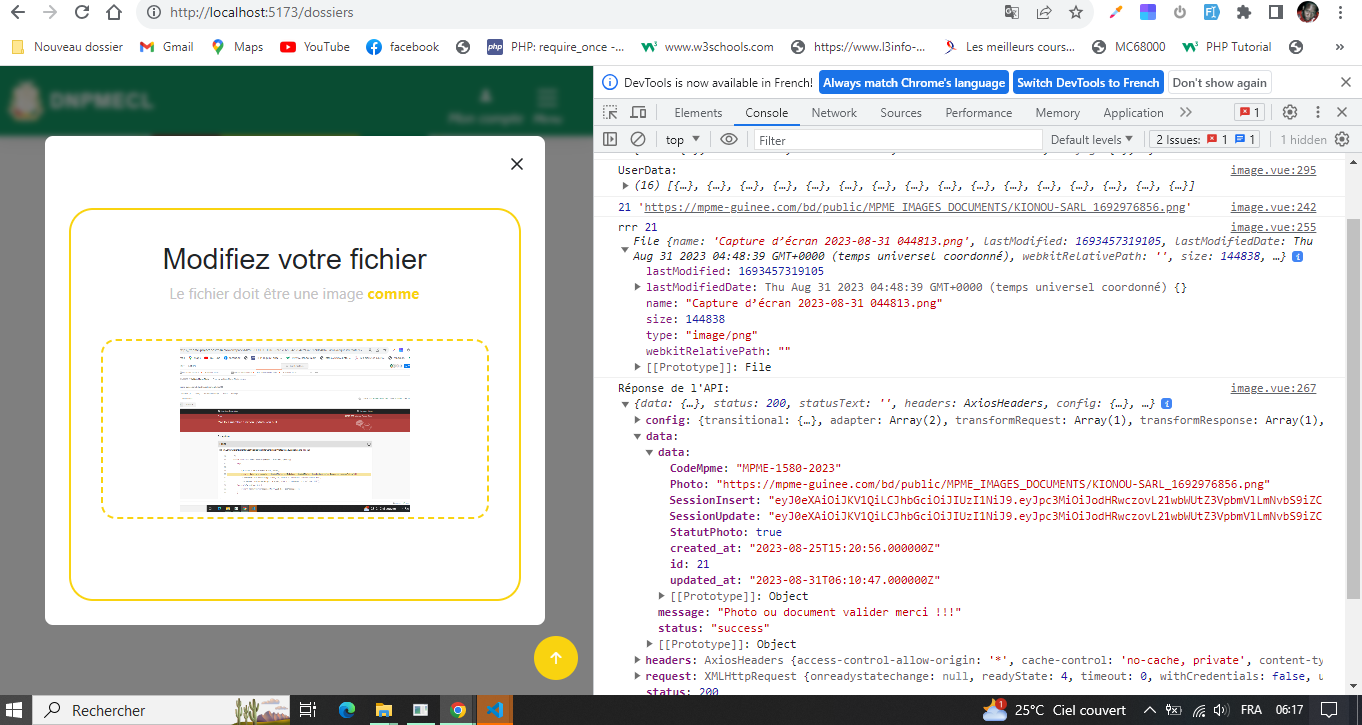 http://localhost:5173/dossiers
Nouveau dossier Gmail Maps YouTube facebook PHP: require_once -... www.w3schools.com https://www.l3info-... Les meilleurs cours... MC68000 PHP Tutorial »
DNPMECL
Mon compte Menu
Modifiez votre fichier
Le fichier doit être une image comme
DevTools is now available in French! Always match Chrome's language Switch DevTools to French Don't show again
Elements Console Network Sources Performance Memory Application 1
top Filter Default levels 2 Issues: 1 1 1 hidden
UserData: image.vue:295
(16) [{…}, {…}, {…}, {…}, {…}, {…}, {…}, {…}, {…}, {…}, {…}, {…}, {…}, {…}, {…}, {…}]
21 'https://mpme-guinee.com/bd/public/MPME_IMAGES_DOCUMENTS/KIONOU-SARL_1692976856.png' image.vue:242
rrr 21 image.vue:255
File {name: 'Capture d’écran 2023-08-31 044813.png', lastModified: 1693457319105, lastModifiedDate: Thu
Aug 31 2023 04:48:39 GMT+0000 (temps universel coordonné), webkitRelativePath: '', size: 144838, …}
lastModified: 1693457319105
lastModifiedDate: Thu Aug 31 2023 04:48:39 GMT+0000 (temps universel coordonné) {}
name: "Capture d’écran 2023-08-31 044813.png"
size: 144838
type: "image/png"
webkitRelativePath: ""
[[Prototype]]: File
Réponse de l'API: image.vue:267
{data: {…}, status: 200, statusText: '', headers: AxiosHeaders, config: {…}, …}
config: {transitional: {…}, adapter: Array(2), transformRequest: Array(1), transformResponse: Array(1),
data:
data:
CodeMpme: "MPME-1580-2023"
Photo: "https://mpme-guinee.com/bd/public/MPME_IMAGES_DOCUMENTS/KIONOU-SARL_1692976856.png"
SessionInsert: "eyJ0eXAiOiJKV1QiLCJhbGciOiJIUzI1NiJ9.eyJpc3MiOiJodHRwczovL21wbWUtZ3VpbmVlLmNvbS9iZC
SessionUpdate: "eyJ0eXAiOiJKV1QiLCJhbGciOiJIUzI1NiJ9.eyJpc3MiOiJodHRwczovL21wbWUtZ3VpbmVlLmNvbS9iZC
StatutPhoto: true
created_at: "2023-08-25T15:20:56.000000Z"
id: 21
updated_at: "2023-08-31T06:10:47.000000Z"
[[Prototype]]: Object
message: "Photo ou document valider merci !!!"
status: "success"
[[Prototype]]: Object
headers: AxiosHeaders {access-control-allow-origin: '*', cache-control: 'no-cache, private', content-ty
request: XMLHttpRequest {onreadystatechange: null, readyState: 4, timeout: 0, withCredentials: false, u
status: 200
Rechercher 1 25°C Ciel couvert FRA 06:17